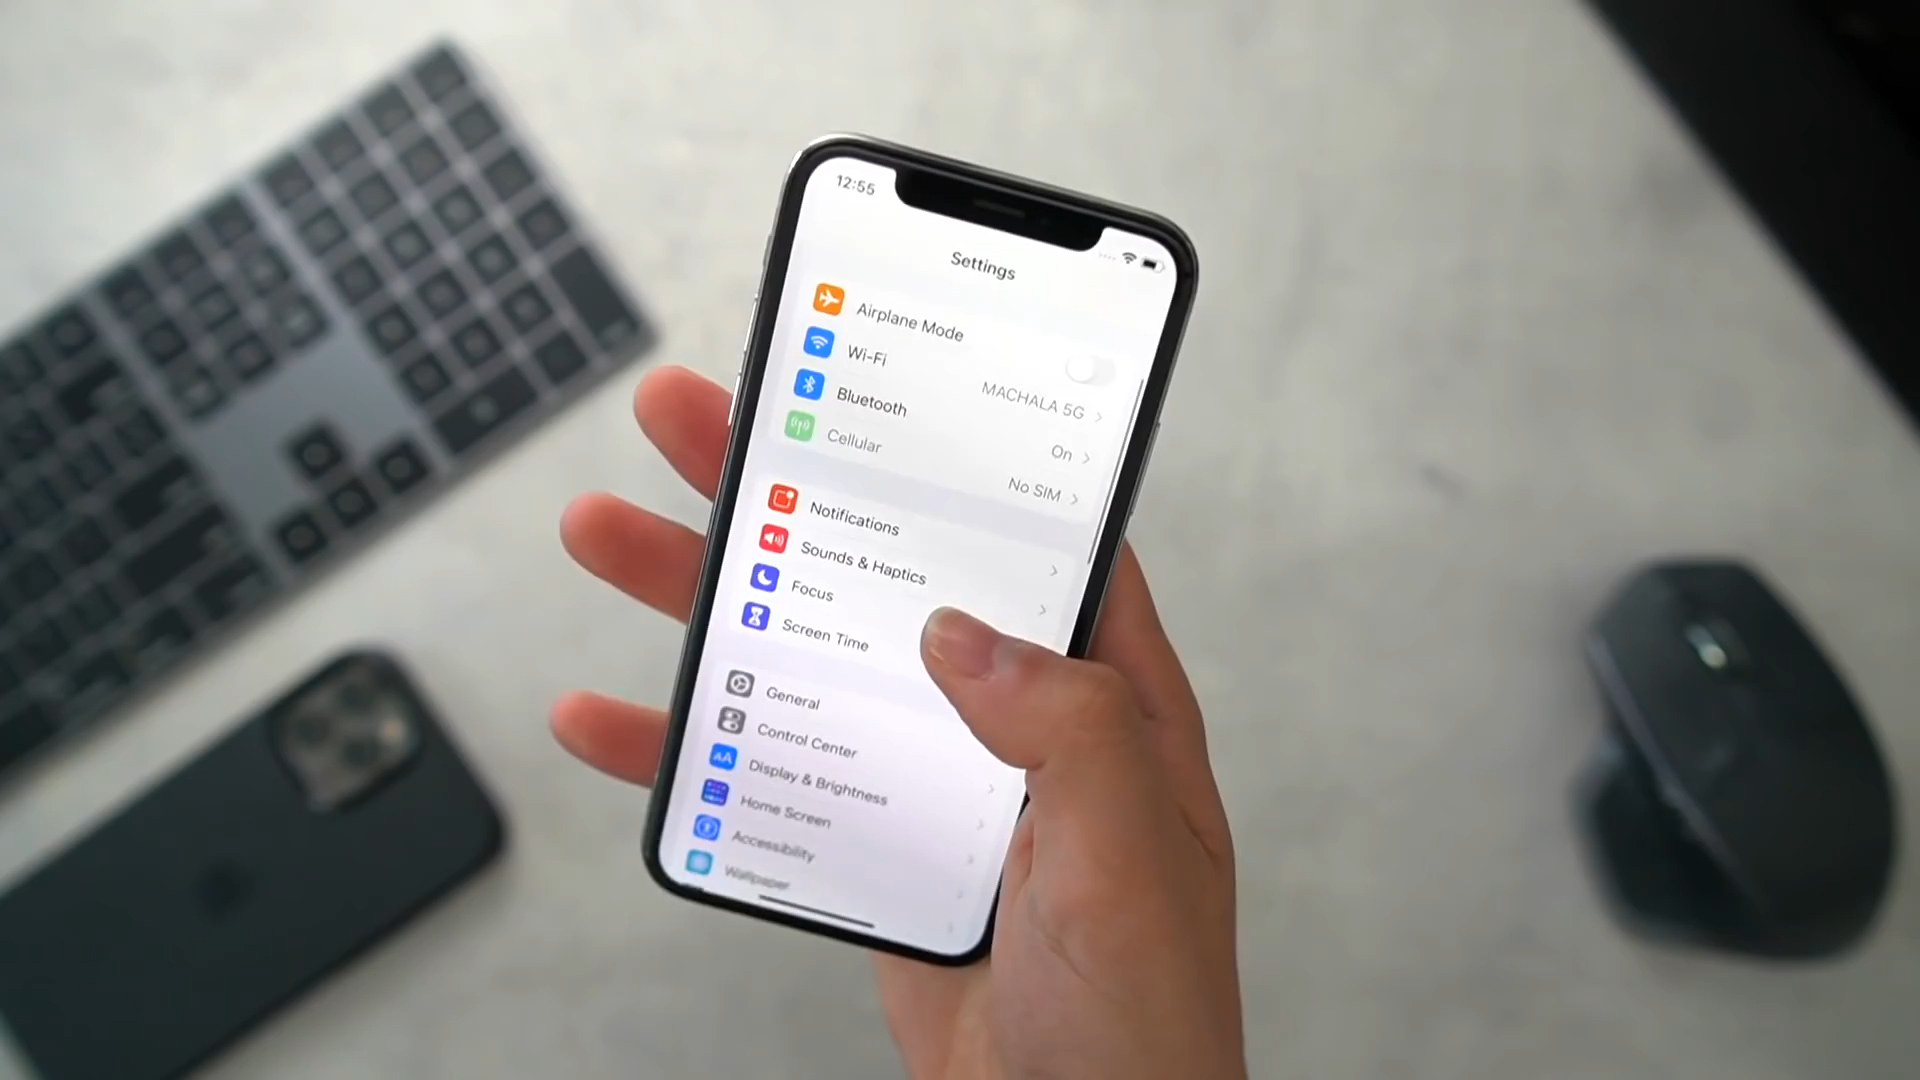 12:55
Settings
Airplane Mode
Wi-Fi
MACHALA 5G
Bluetooth
On
Cellular
No SIM
Notifications
Sounds & Haptics
Focus
Screen Time
General
Control Center
AA
Display & Brightness
Home Screen
Accessibility
Wallpaper